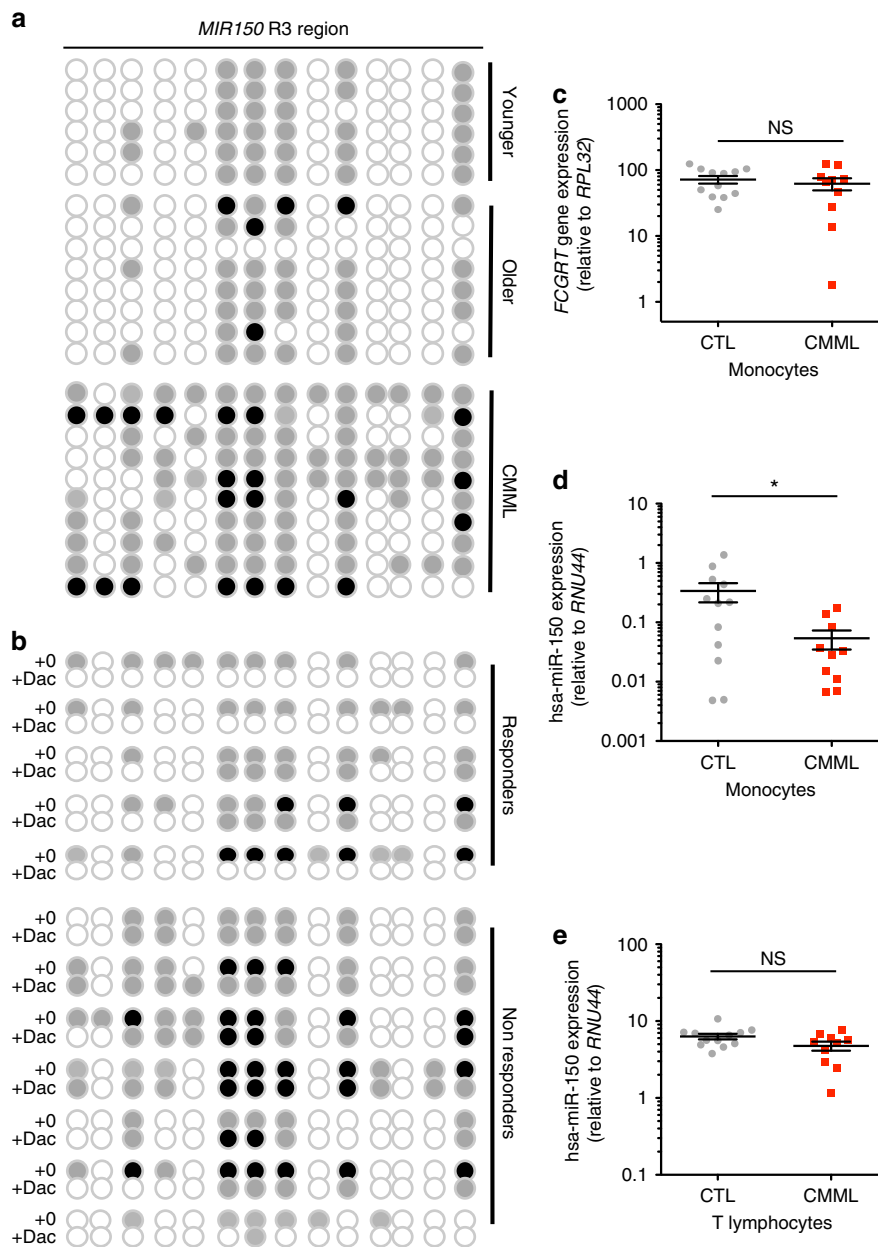 a
MIR150 R3 region
Younger
Older
CMML
b
+0
+Dac
+0
+Dac
+0
+Dac
+0
+Dac
+0
+Dac
Responders
+0
+Dac
+0
+Dac
+0
+Dac
+0
+Dac
+0
+Dac
+0
+Dac
+0
+Dac
Non responders
c
FCGRT gene expression
(relative to RPL32)
1000
100
10
1
NS
CTL
CMML
Monocytes
d
hsa-miR-150 expression
(relative to RNU44)
10
1
0.1
0.01
0.001
*
CTL
CMML
Monocytes
e
hsa-miR-150 expression
(relative to RNU44)
100
10
1
0.1
NS
CTL
CMML
T lymphocytes